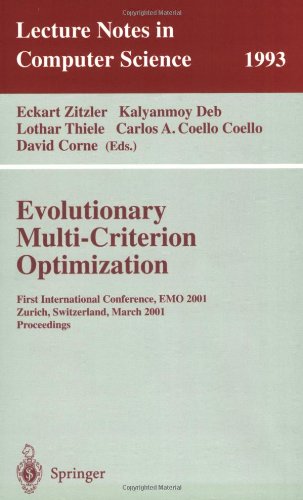 Lecture Notes in
Computer Science 1993
Eckart Zitzler Kalyanmoy Deb
Lothar Thiele Carlos A. Coello Coello
David Corne (Eds.)
Evolutionary
Multi-Criterion
Optimization
First International Conference, EMO 2001
Zurich, Switzerland, March 2001
Proceedings
Springer